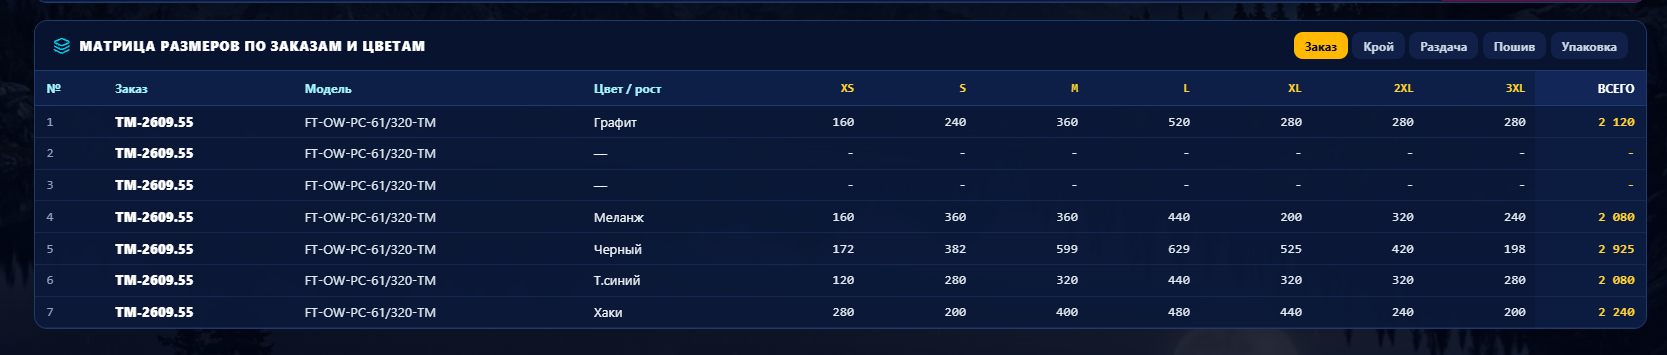 МАТРИЦА РАЗМЕРОВ ПО ЗАКАЗАМ И ЦВЕТАМ Заказ Крой Раздача Пошив Упаковка
№ Заказ Модель Цвет / рост XS S M L XL 2XL 3XL ВСЕГО
1 TM-2609.55 FT-OW-PC-61/320-TM Графит 160 240 360 520 280 280 280 2 120
2 TM-2609.55 FT-OW-PC-61/320-TM — - - - - - - - -
3 TM-2609.55 FT-OW-PC-61/320-TM — - - - - - - - -
4 TM-2609.55 FT-OW-PC-61/320-TM Меланж 160 360 360 440 200 320 240 2 080
5 TM-2609.55 FT-OW-PC-61/320-TM Черный 172 382 599 629 525 420 198 2 925
6 TM-2609.55 FT-OW-PC-61/320-TM Т.синий 120 280 320 440 320 320 280 2 080
7 TM-2609.55 FT-OW-PC-61/320-TM Хаки 280 200 400 480 440 240 200 2 240